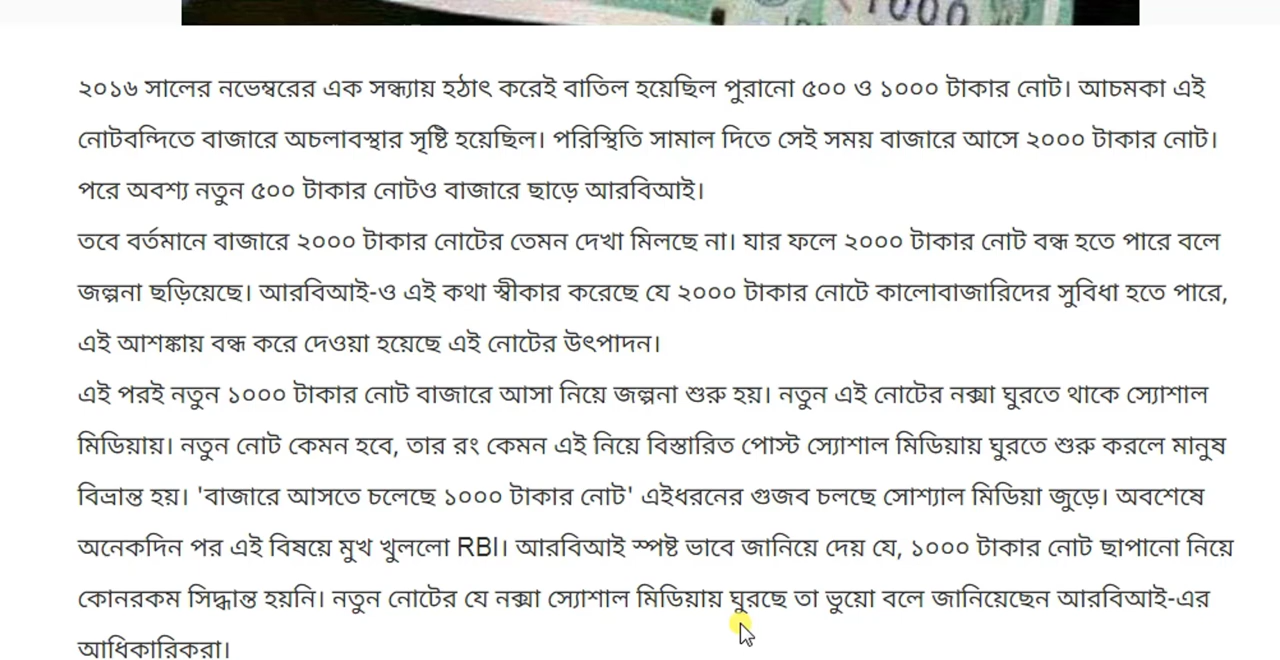 1000
২০১৬ সালের নভেম্বরের এক সন্ধ্যায় হঠাৎ করেই বাতিল হয়েছিল পুরানো ৫০০ ও ১০০০ টাকার নোট। আচমকা এই
নোটবন্দিতে বাজারে অচলাবস্থার সৃষ্টি হয়েছিল। পরিস্থিতি সামাল দিতে সেই সময় বাজারে আসে ২০০০ টাকার নোট।
পরে অবশ্য নতুন ৫০০ টাকার নোটও বাজারে ছাড়ে আরবিআই।
তবে বর্তমানে বাজারে ২০০০ টাকার নোটের তেমন দেখা মিলছে না। যার ফলে ২০০০ টাকার নোট বন্ধ হতে পারে বলে
জল্পনা ছড়িয়েছে। আরবিআই-ও এই কথা স্বীকার করেছে যে ২০০০ টাকার নোটে কালোবাজারিদের সুবিধা হতে পারে,
এই আশঙ্কায় বন্ধ করে দেওয়া হয়েছে এই নোটের উৎপাদন।
এই পরই নতুন ১০০০ টাকার নোট বাজারে আসা নিয়ে জল্পনা শুরু হয়। নতুন এই নোটের নক্সা ঘুরতে থাকে স্যোশাল
মিডিয়ায়। নতুন নোট কেমন হবে, তার রং কেমন এই নিয়ে বিস্তারিত পোস্ট স্যোশাল মিডিয়ায় ঘুরতে শুরু করলে মানুষ
বিভ্রান্ত হয়। 'বাজারে আসতে চলেছে ১০০০ টাকার নোট' এইধরনের গুজব চলছে সোশ্যাল মিডিয়া জুড়ে। অবশেষে
অনেকদিন পর এই বিষয়ে মুখ খুললো RBI। আরবিআই স্পষ্ট ভাবে জানিয়ে দেয় যে, ১০০০ টাকার নোট ছাপানো নিয়ে
কোনরকম সিদ্ধান্ত হয়নি। নতুন নোটের যে নক্সা স্যোশাল মিডিয়ায় ঘুরছে তা ভুয়ো বলে জানিয়েছেন আরবিআই-এর
আধিকারিকরা।